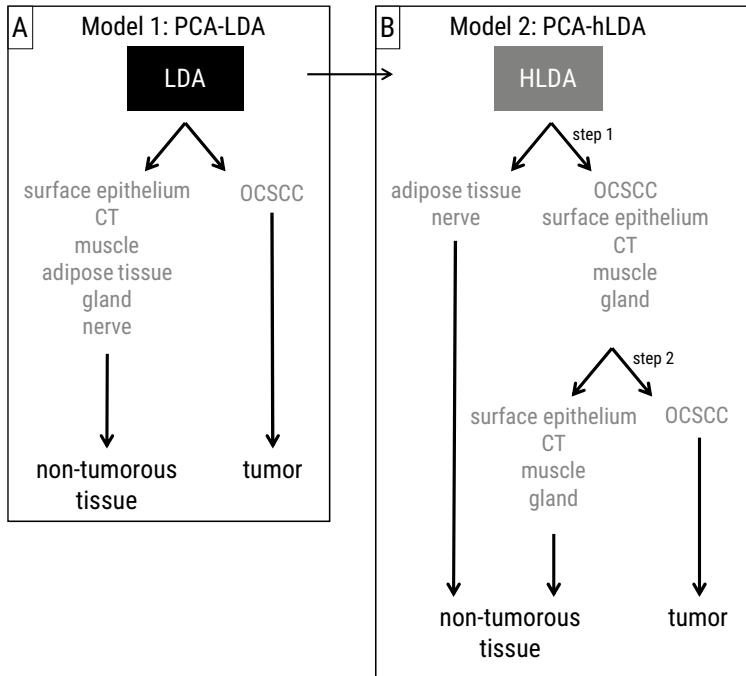 A
Model 1: PCA-LDA
LDA
surface epithelium
CT
muscle
adipose tissue
gland
nerve
OCSCC
non-tumorous
tissue
tumor
B
Model 2: PCA-hLDA
HLDA
step 1
adipose tissue
nerve
OCSCC
surface epithelium
CT
muscle
gland
step 2
surface epithelium
CT
muscle
gland
OCSCC
non-tumorous
tissue
tumor